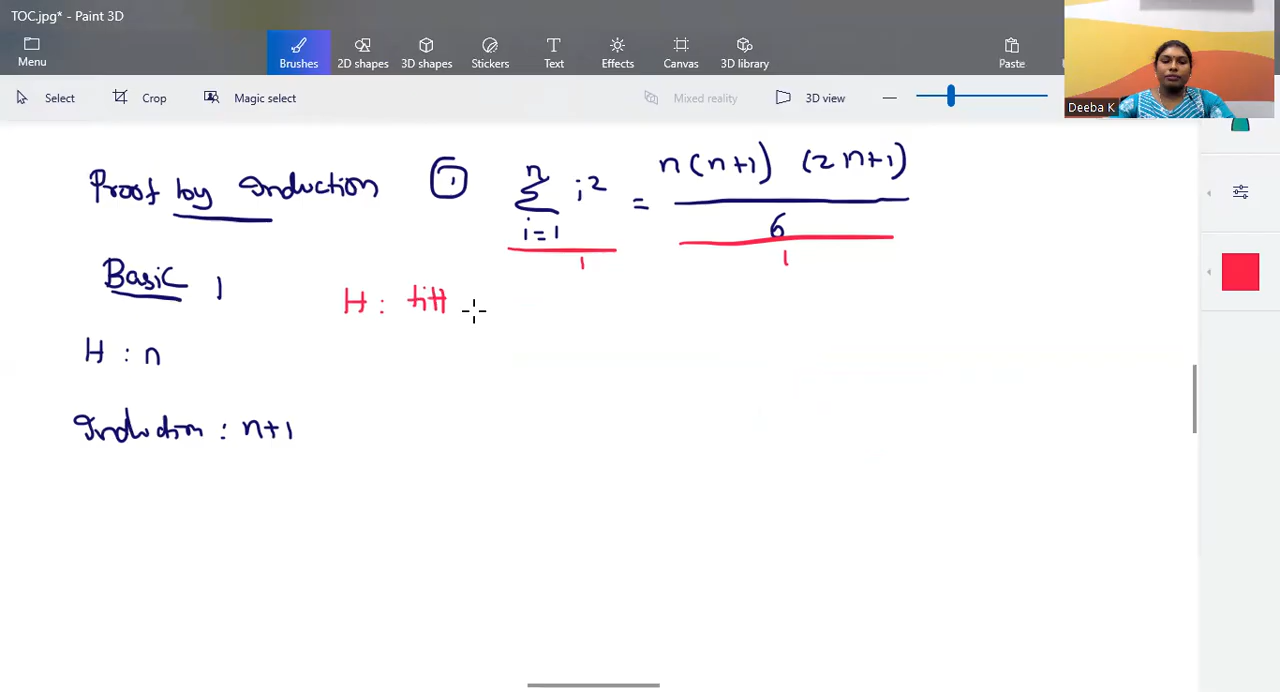 TOC.jpg* - Paint 3D
Menu
Brushes
2D shapes
3D shapes
Stickers
Text
Effects
Canvas
3D library
Paste
Select
Crop
Magic select
Mixed reality
3D view
Deeba K
Proof by Induction ① n Σ i=1 i² = n(n+1) (2n+1) / 6
1 1
Basic 1
H : till
H : n
Induction : n+1